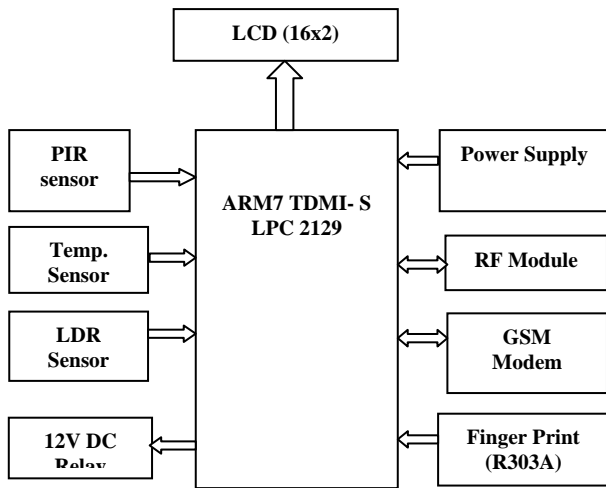 LCD (16x2)
PIR
sensor
Power Supply
ARM7 TDMI- S
LPC 2129
Temp.
Sensor
RF Module
LDR
Sensor
GSM
Modem
12V DC
Relay
Finger Print
(R303A)